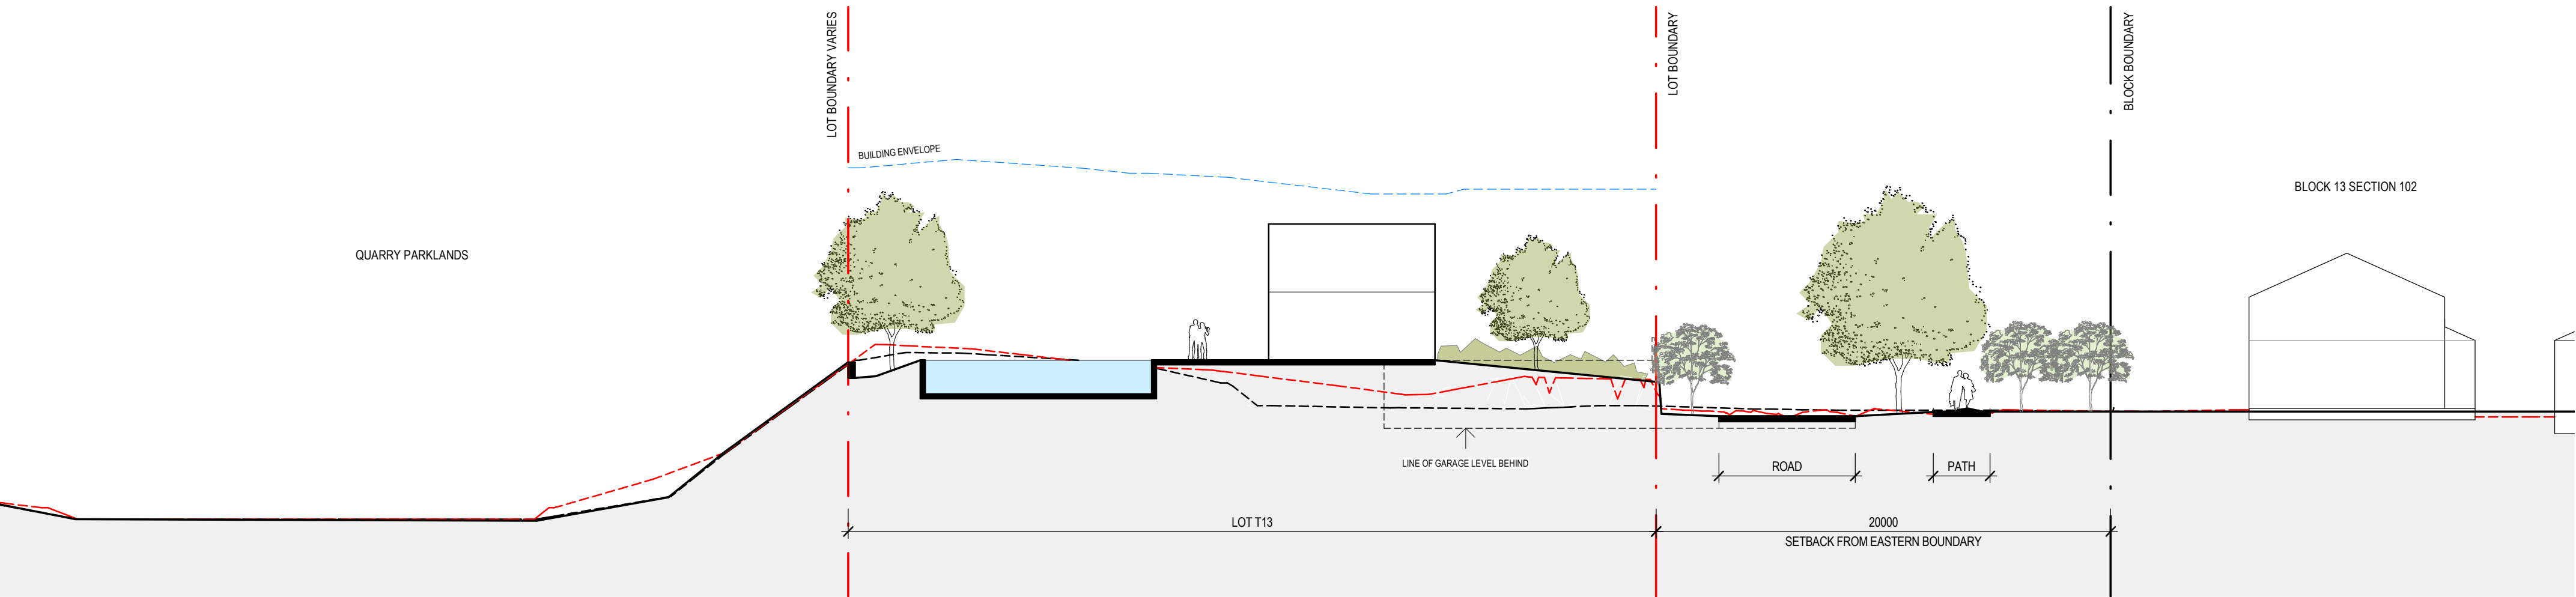 LOT BOUNDARY VARIES
LOT BOUNDARY
BLOCK BOUNDARY
BUILDING ENVELOPE
BLOCK 13 SECTION 102
QUARRY PARKLANDS
LINE OF GARAGE LEVEL BEHIND
ROAD
PATH
LOT T13
20000
SETBACK FROM EASTERN BOUNDARY